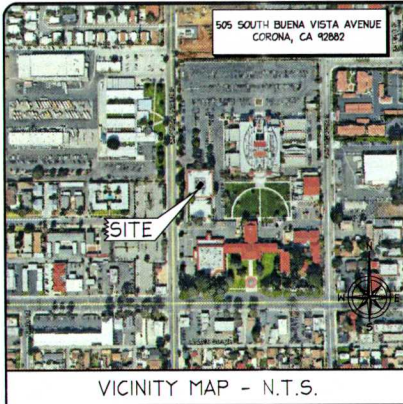 505 SOUTH BUENA VISTA AVENUE
CORONA, CA 92882
SITE
N
W E
S
VICINITY MAP - N.T.S.